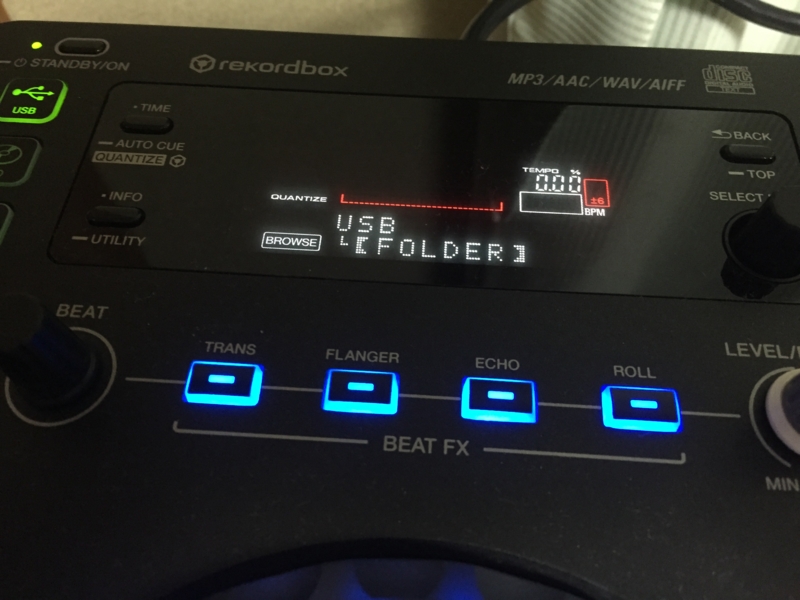 STANDBY/ON
rekordbox
MP3/AAC/WAV/AIFF
disc
TEXT
USB
TIME
AUTO CUE
QUANTIZE
INFO
UTILITY
BACK
TOP
SELECT
TEMPO %
0.00
±6
BPM
QUANTIZE
USB
BROWSE
[FOLDER]
BEAT
TRANS
FLANGER
ECHO
ROLL
LEVEL/
BEAT FX
MIN